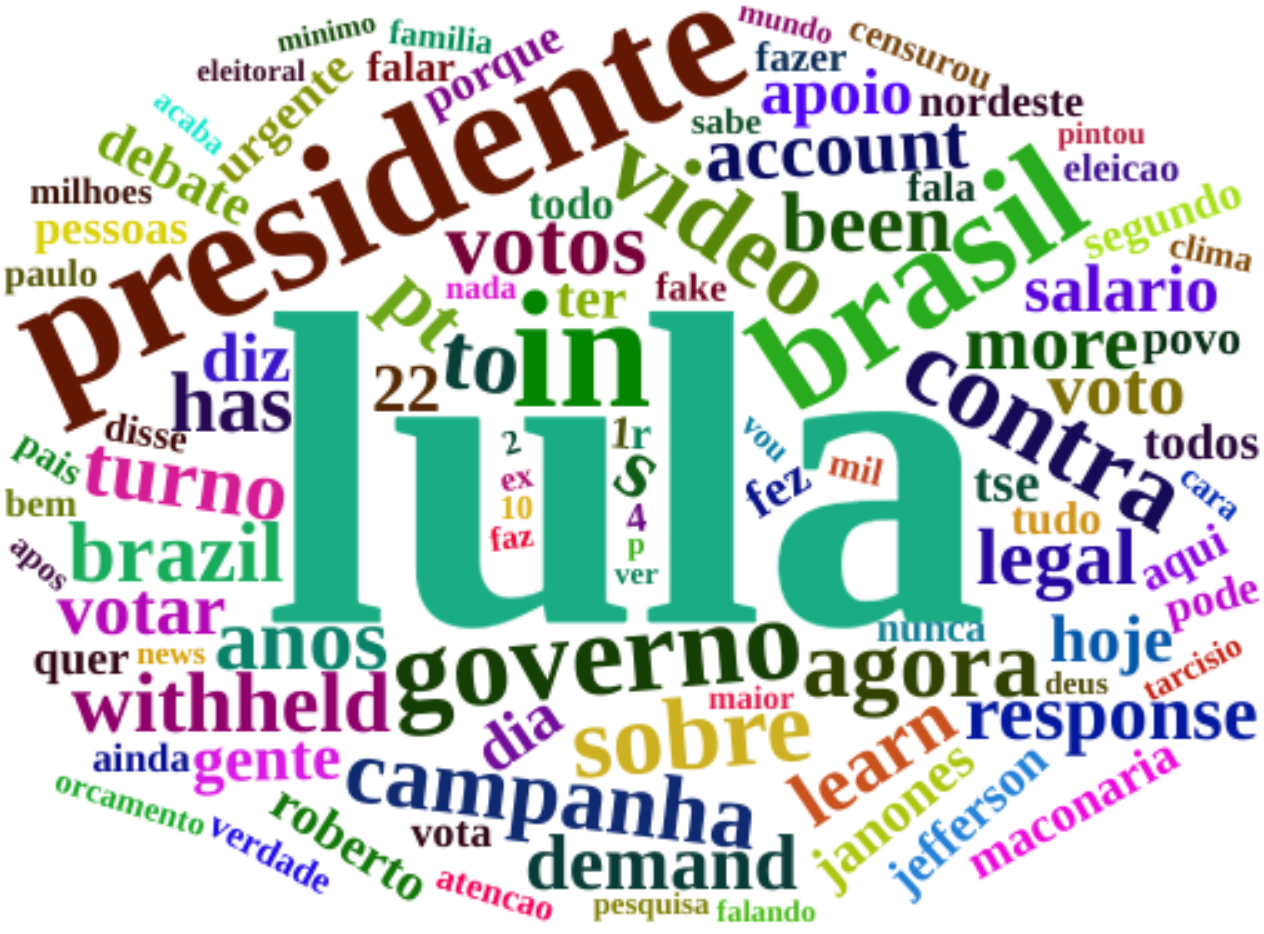 minimo
familia
mundo
censurou
eleitoral
falar
porque
fazer
acaba
urgente
presidente
apoio
nordeste
debate
sabe
account
pintou
milhoes
video
fala
eleicao
pessoas
todo
been
brasil
segundo
paulo
votos
clima
nada
ter
fake
salario
pt
in
diz
to
more
povo
has
22
lula
contra
voto
disse
2
1
r
vou
todos
pais
turno
ex
s
fez
mil
tse
cara
bem
10
4
tudo
apos
brazil
faz
p
legal
aqui
ver
votar
anos
nunca
pode
quer
news
governo
agora
hoje
tarcisio
withheld
maior
deus
dia
sobre
response
ainda
gente
campanha
learn
orcamento
verdade
roberto
vota
demand
janones
jefferson
maconaria
atencao
pesquisa
falando